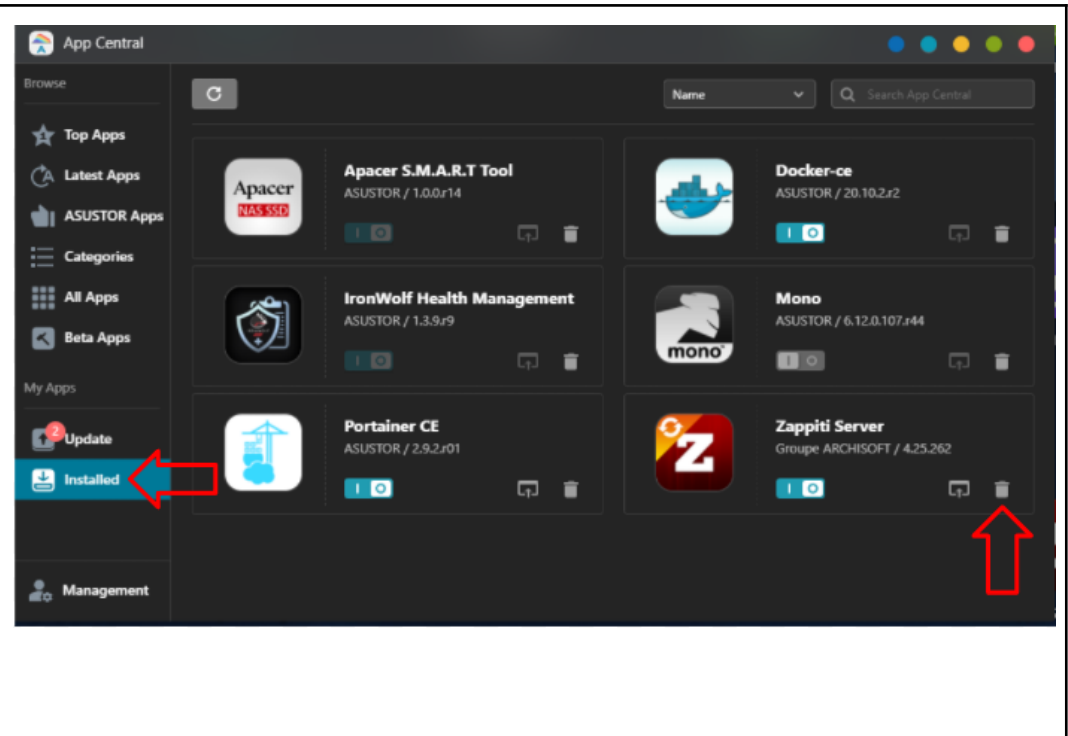 App Central
Browse
Top Apps
Latest Apps
ASUSTOR Apps
Categories
All Apps
Beta Apps
My Apps
2
Update
Installed
Management
Name
Search App Central
Apacer
NAS SSD
Apacer S.M.A.R.T Tool
ASUSTOR / 1.0.0.r14
Docker-ce
ASUSTOR / 20.10.2.r2
IronWolf Health Management
ASUSTOR / 1.3.9.r9
mono
Mono
ASUSTOR / 6.12.0.107.r44
Portainer CE
ASUSTOR / 2.9.2.r01
Z
Zappiti Server
Groupe ARCHISOFT / 4.25.262